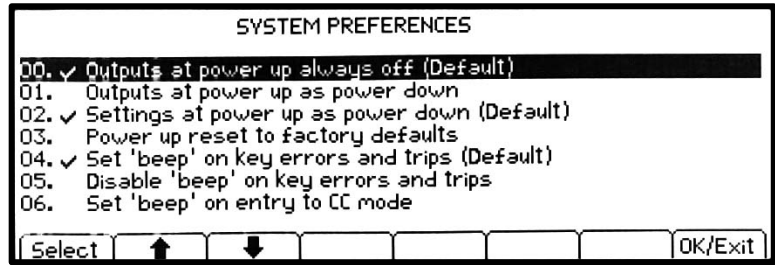 SYSTEM PREFERENCES
00. ✓ Outputs at power up always off (Default)
01. Outputs at power up as power down
02. ✓ Settings at power up as power down (Default)
03. Power up reset to factory defaults
04. ✓ Set 'beep' on key errors and trips (Default)
05. Disable 'beep' on key errors and trips
06. Set 'beep' on entry to CC mode
Select ↑ ↓ OK/Exit